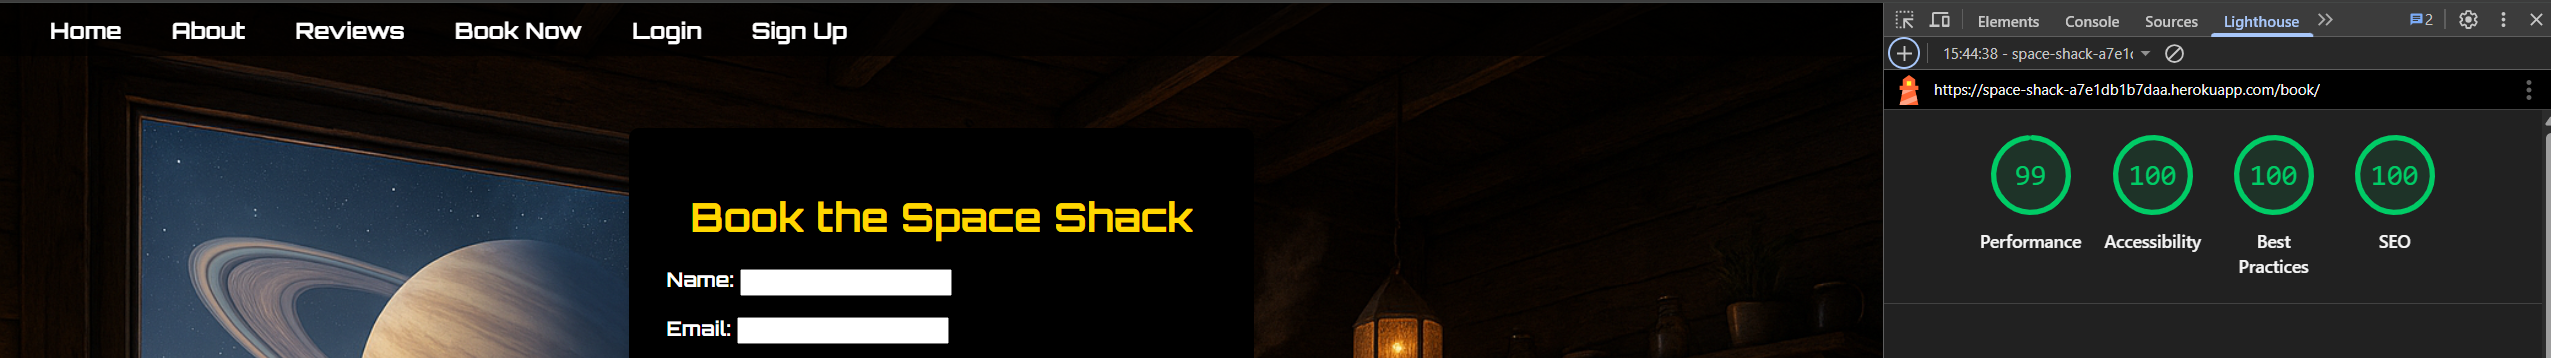 Home About Reviews Book Now Login Sign Up
Book the Space Shack
Name:
Email:
Elements Console Sources Lighthouse 2
15:44:38 - space-shack-a7e1
https://space-shack-a7e1db1b7daa.herokuapp.com/book/
99 100 100 100
Performance Accessibility Best Practices SEO